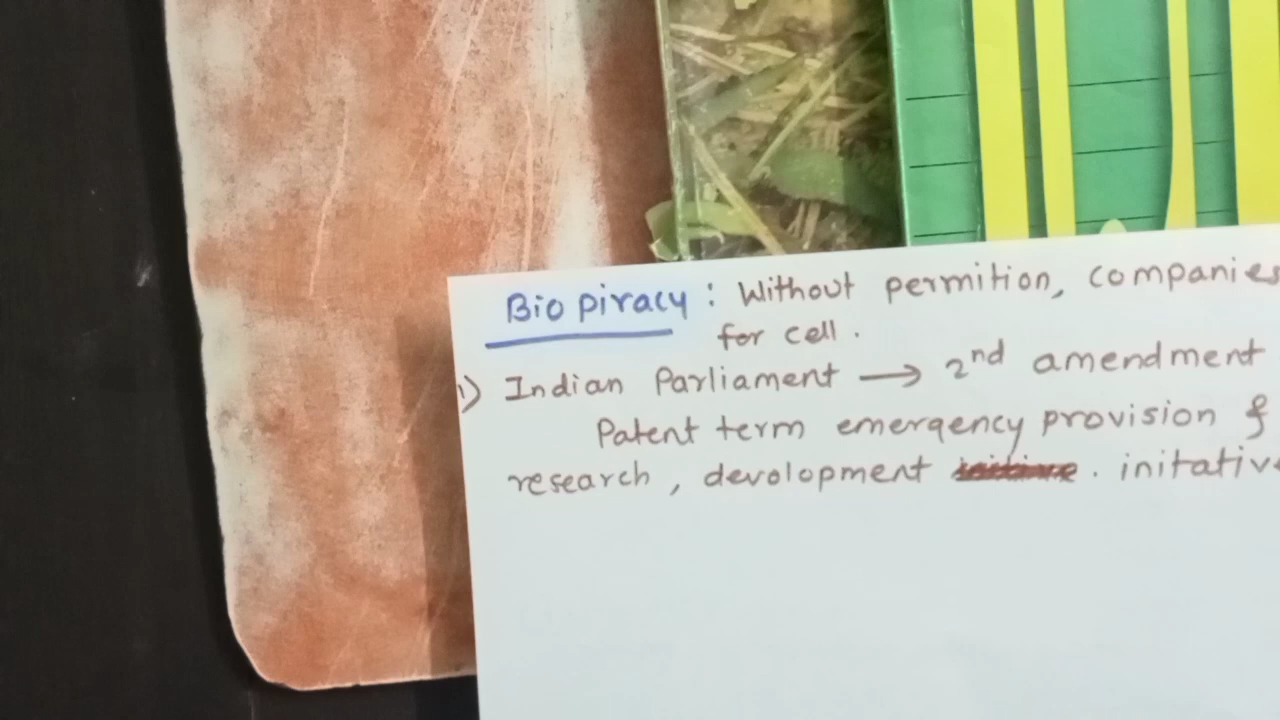 Bio piracy : Without permition, companies
for cell .
1) Indian Parliament → 2nd amendment
Patent term emergency provision &
research , devolopment . initative